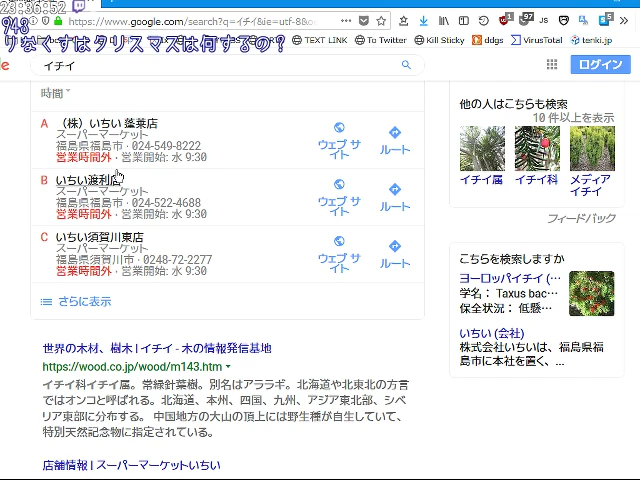 23:36:52
948
りなくすはクリスマスは何するの？
https://www.google.com/search?q=イチイ&ie=utf-8&
TEXT LINK
To Twitter
Kill Sticky
ddgs
VirusTotal
tenki.jp
イチイ
ログイン
時間
A （株）いちい 蓬莱店
スーパーマーケット
福島県福島市 · 024-549-8222
営業時間外 · 営業開始: 水 9:30
ウェブ サイト
ルート
B いちい渡利店
スーパーマーケット
福島県福島市 · 024-522-4688
営業時間外 · 営業開始: 水 9:30
ウェブ サイト
ルート
C いちい須賀川東店
スーパーマーケット
福島県須賀川市 · 0248-72-2277
営業時間外 · 営業開始: 水 9:30
ウェブ サイト
ルート
さらに表示
世界の木材、樹木 | イチイ - 木の情報発信基地
https://wood.co.jp/wood/m143.htm
イチイ科イチイ属。常緑針葉樹。別名はアララギ。北海道や北東北の方言
ではオンコと呼ばれる。北海道、本州、四国、九州、アジア東北部、シベ
リア東部に分布する。 中国地方の大山の頂上には野生種が自生していて、
特別天然記念物に指定されている。
店舗情報 | スーパーマーケットいちい
他の人はこちらも検索
10 件以上を表示
イチイ属
イチイ科
メディア
イチイ
フィードバック
こちらを検索しますか
ヨーロッパイチイ (…
学名： Taxus bac…
保全状況： 低懸…
いちい (会社)
株式会社いちいは、福島県福
島市に本社を置く、...